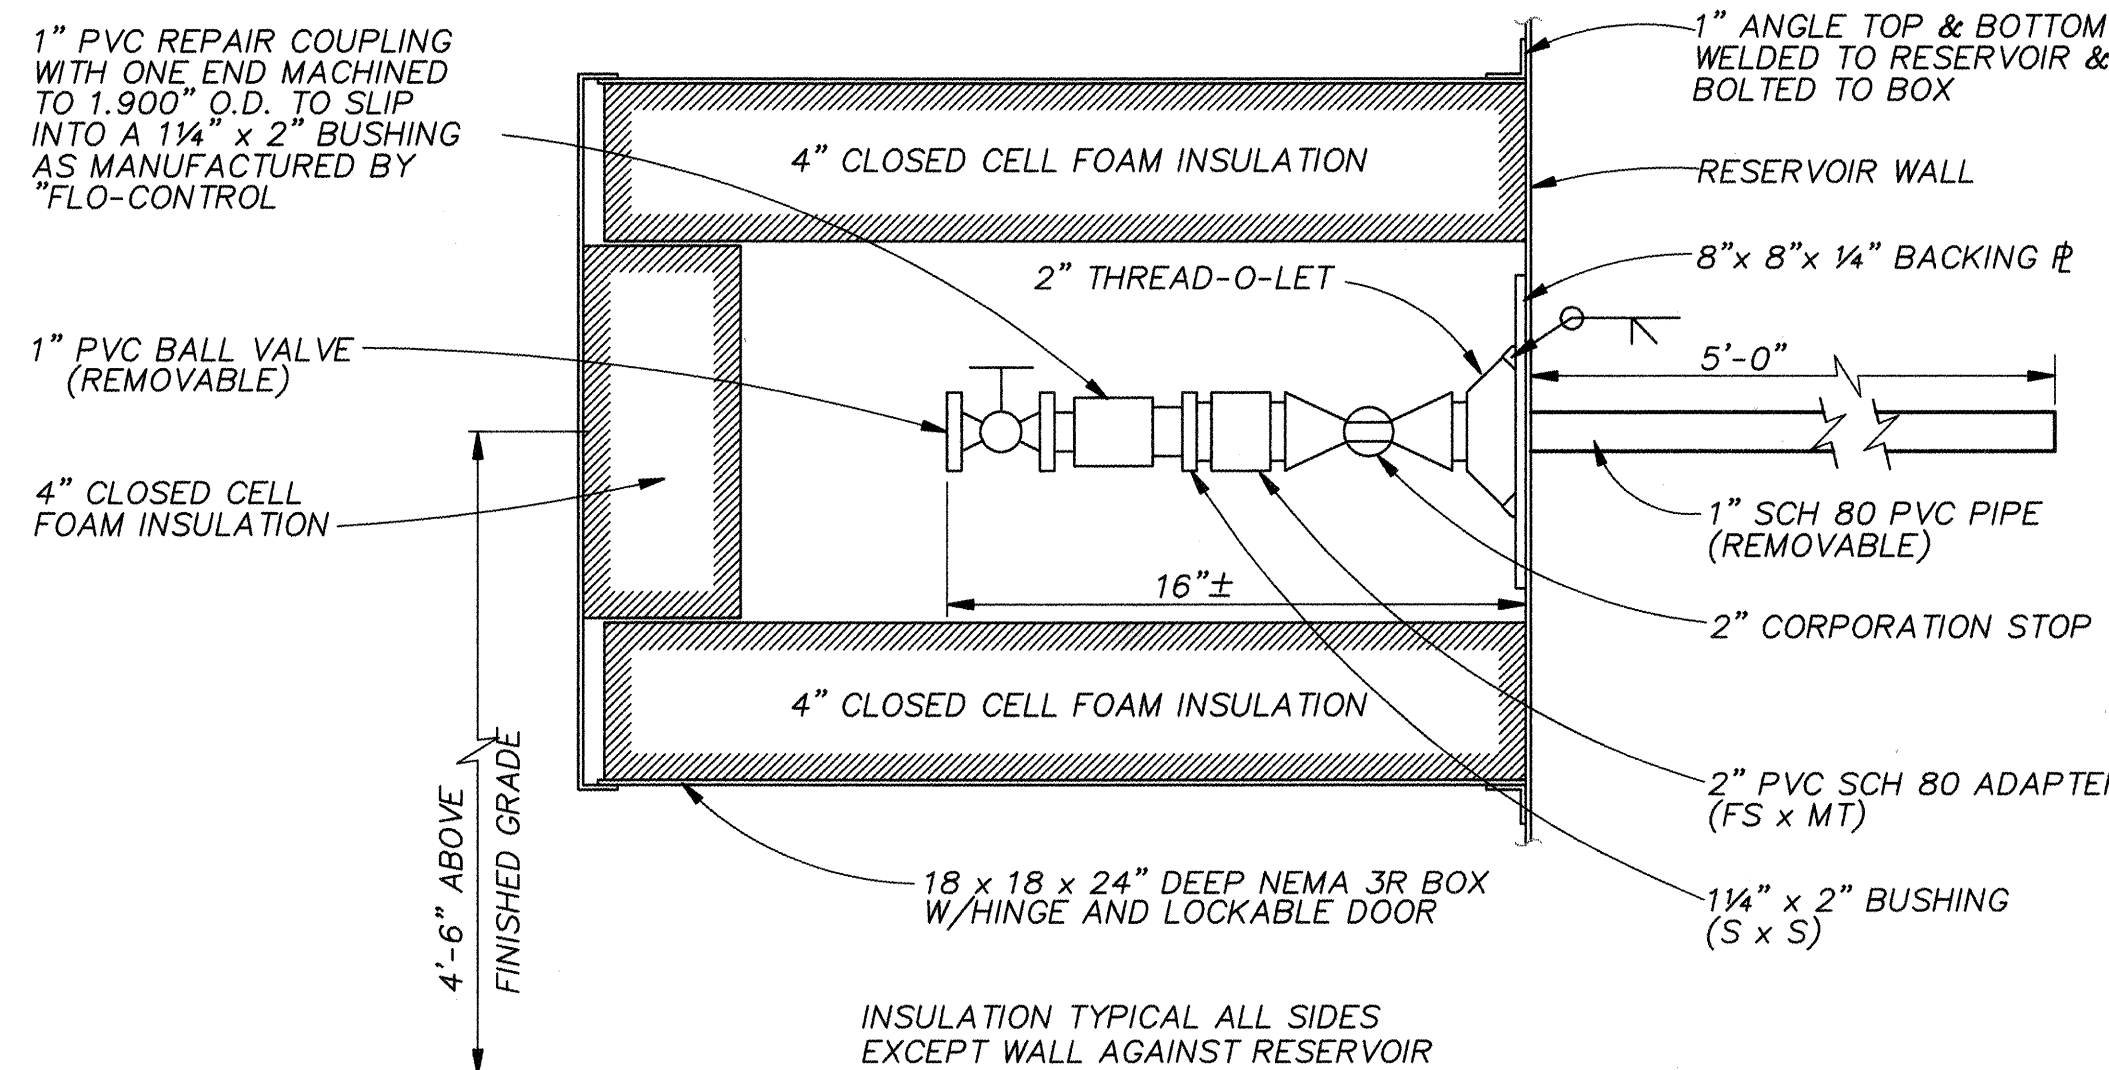 1" PVC REPAIR COUPLING
WITH ONE END MACHINED
TO 1.900" O.D. TO SLIP
INTO A 1¼" x 2" BUSHING
AS MANUFACTURED BY
"FLO-CONTROL
1" ANGLE TOP & BOTTOM
WELDED TO RESERVOIR &
BOLTED TO BOX
4" CLOSED CELL FOAM INSULATION
RESERVOIR WALL
8" x 8" x ¼" BACKING ⅊
2" THREAD-O-LET
1" PVC BALL VALVE
(REMOVABLE)
5'-0"
4" CLOSED CELL
FOAM INSULATION
1" SCH 80 PVC PIPE
(REMOVABLE)
16"±
2" CORPORATION STOP
4" CLOSED CELL FOAM INSULATION
2" PVC SCH 80 ADAPTER
(FS x MT)
4'-6" ABOVE
FINISHED GRADE
18 x 18 x 24" DEEP NEMA 3R BOX
W/HINGE AND LOCKABLE DOOR
1¼" x 2" BUSHING
(S x S)
INSULATION TYPICAL ALL SIDES
EXCEPT WALL AGAINST RESERVOIR